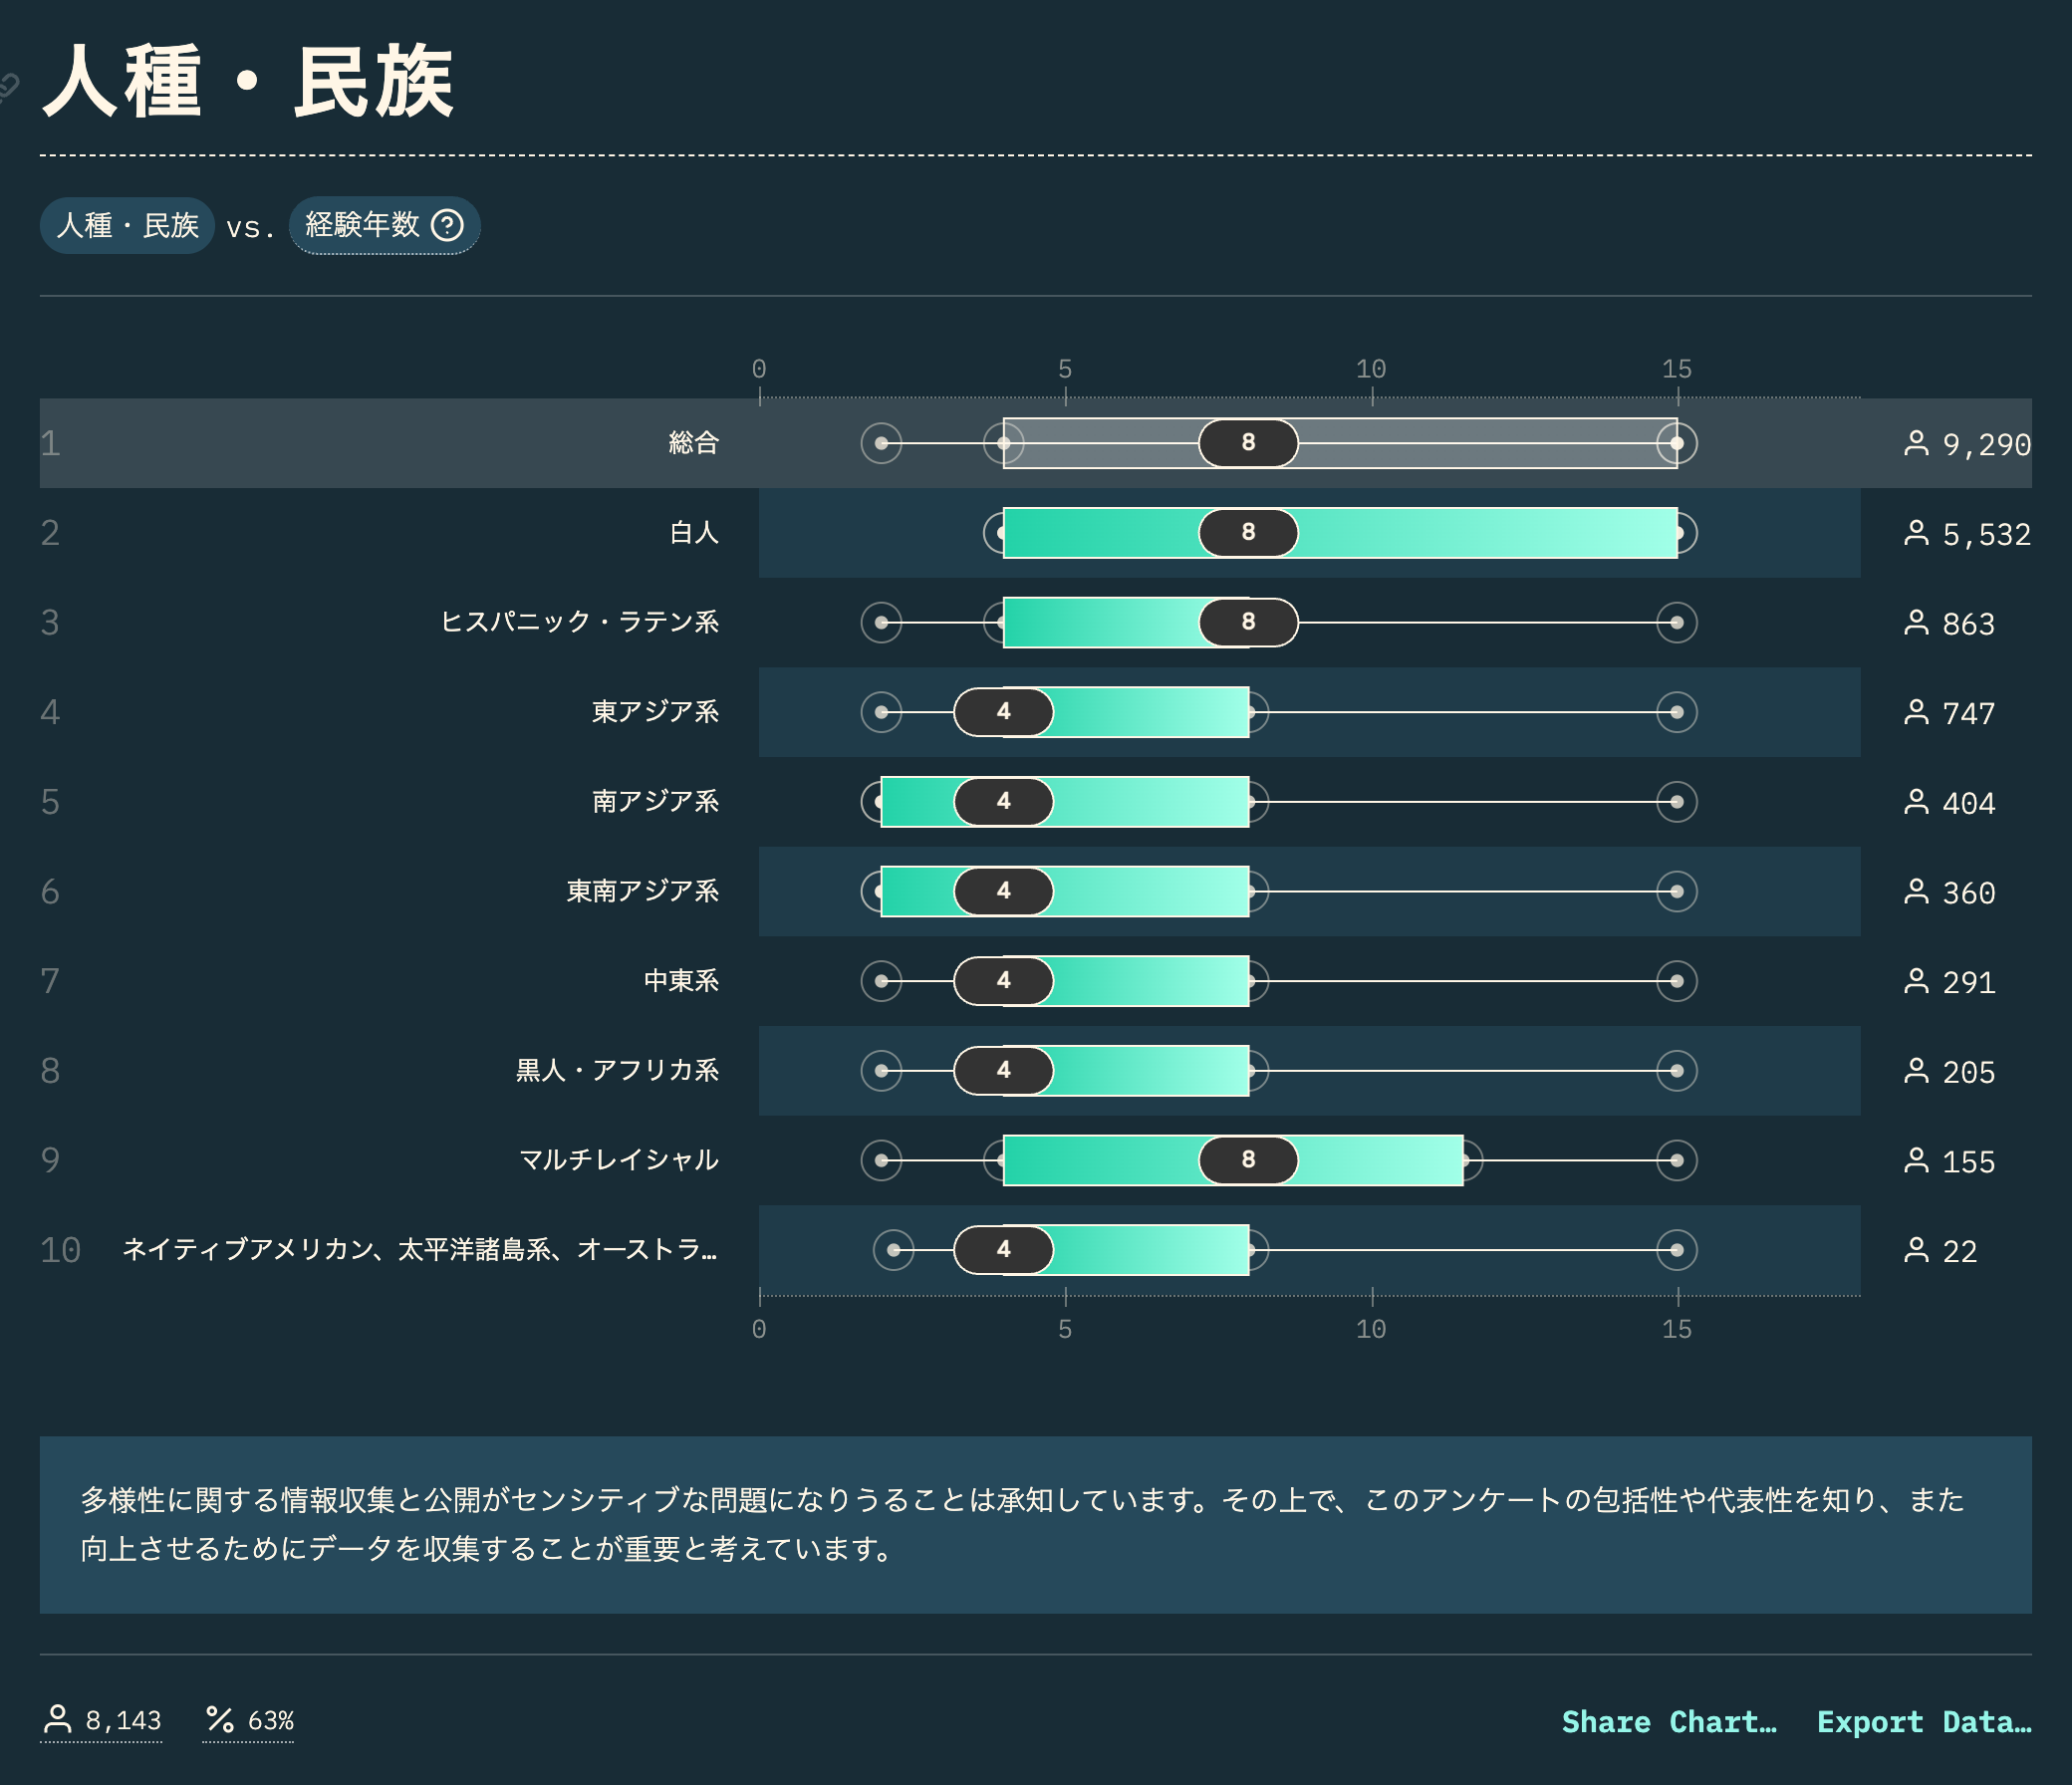 人種・民族
人種・民族 vs. 経験年数 ?
0 5 10 15
1 総合 8 9,290
2 白人 8 5,532
3 ヒスパニック・ラテン系 8 863
4 東アジア系 4 747
5 南アジア系 4 404
6 東南アジア系 4 360
7 中東系 4 291
8 黒人・アフリカ系 4 205
9 マルチレイシャル 8 155
10 ネイティブアメリカン、太平洋諸島系、オーストラ… 4 22
0 5 10 15
多様性に関する情報収集と公開がセンシティブな問題になりうることは承知しています。その上で、このアンケートの包括性や代表性を知り、また
向上させるためにデータを収集することが重要と考えています。
8,143 % 63% Share Chart… Export Data…